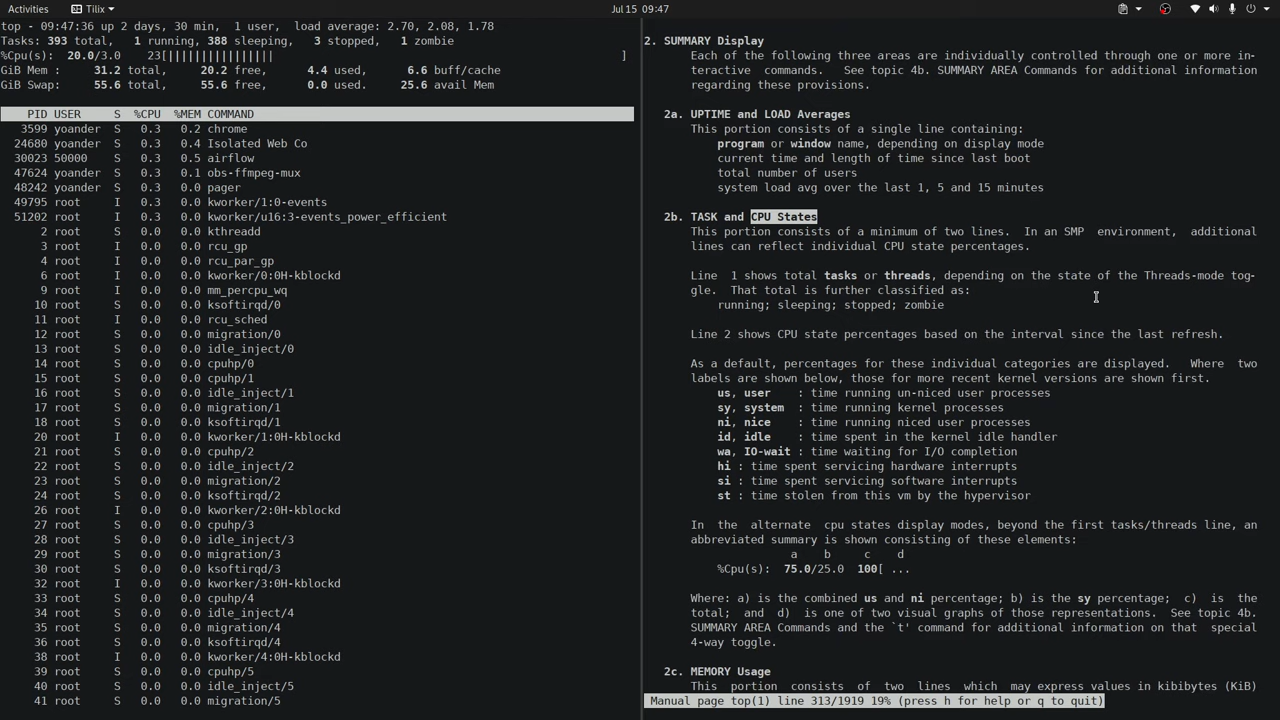 Activities
Tilix
Jul 15 09:47
top - 09:47:36 up 2 days, 30 min, 1 user, load average: 2.70, 2.08, 1.78
Tasks: 393 total, 1 running, 388 sleeping, 3 stopped, 1 zombie
%Cpu(s): 20.0/3.0 23[|||||||||||||||| ]
GiB Mem : 31.2 total, 20.2 free, 4.4 used, 6.6 buff/cache
GiB Swap: 55.6 total, 55.6 free, 0.0 used. 25.6 avail Mem
PID USER S %CPU %MEM COMMAND
3599 yoander S 0.3 0.2 chrome
24680 yoander S 0.3 0.4 Isolated Web Co
30023 50000 S 0.3 0.5 airflow
47624 yoander S 0.3 0.1 obs-ffmpeg-mux
48242 yoander S 0.3 0.0 pager
49795 root I 0.3 0.0 kworker/1:0-events
51202 root I 0.3 0.0 kworker/u16:3-events_power_efficient
2 root S 0.0 0.0 kthreadd
3 root I 0.0 0.0 rcu_gp
4 root I 0.0 0.0 rcu_par_gp
6 root I 0.0 0.0 kworker/0:0H-kblockd
9 root I 0.0 0.0 mm_percpu_wq
10 root S 0.0 0.0 ksoftirqd/0
11 root I 0.0 0.0 rcu_sched
12 root S 0.0 0.0 migration/0
13 root S 0.0 0.0 idle_inject/0
14 root S 0.0 0.0 cpuhp/0
15 root S 0.0 0.0 cpuhp/1
16 root S 0.0 0.0 idle_inject/1
17 root S 0.0 0.0 migration/1
18 root S 0.0 0.0 ksoftirqd/1
20 root I 0.0 0.0 kworker/1:0H-kblockd
21 root S 0.0 0.0 cpuhp/2
22 root S 0.0 0.0 idle_inject/2
23 root S 0.0 0.0 migration/2
24 root S 0.0 0.0 ksoftirqd/2
26 root I 0.0 0.0 kworker/2:0H-kblockd
27 root S 0.0 0.0 cpuhp/3
28 root S 0.0 0.0 idle_inject/3
29 root S 0.0 0.0 migration/3
30 root S 0.0 0.0 ksoftirqd/3
32 root I 0.0 0.0 kworker/3:0H-kblockd
33 root S 0.0 0.0 cpuhp/4
34 root S 0.0 0.0 idle_inject/4
35 root S 0.0 0.0 migration/4
36 root S 0.0 0.0 ksoftirqd/4
38 root I 0.0 0.0 kworker/4:0H-kblockd
39 root S 0.0 0.0 cpuhp/5
40 root S 0.0 0.0 idle_inject/5
41 root S 0.0 0.0 migration/5
2. SUMMARY Display
Each of the following three areas are individually controlled through one or more in-
teractive commands. See topic 4b. SUMMARY AREA Commands for additional information
regarding these provisions.
2a. UPTIME and LOAD Averages
This portion consists of a single line containing:
program or window name, depending on display mode
current time and length of time since last boot
total number of users
system load avg over the last 1, 5 and 15 minutes
2b. TASK and CPU States
This portion consists of a minimum of two lines. In an SMP environment, additional
lines can reflect individual CPU state percentages.
Line 1 shows total tasks or threads, depending on the state of the Threads-mode tog-
gle. That total is further classified as:
running; sleeping; stopped; zombie
Line 2 shows CPU state percentages based on the interval since the last refresh.
As a default, percentages for these individual categories are displayed. Where two
labels are shown below, those for more recent kernel versions are shown first.
us, user : time running un-niced user processes
sy, system : time running kernel processes
ni, nice : time running niced user processes
id, idle : time spent in the kernel idle handler
wa, IO-wait : time waiting for I/O completion
hi : time spent servicing hardware interrupts
si : time spent servicing software interrupts
st : time stolen from this vm by the hypervisor
In the alternate cpu states display modes, beyond the first tasks/threads line, an
abbreviated summary is shown consisting of these elements:
a b c d
%Cpu(s): 75.0/25.0 100[ ...
Where: a) is the combined us and ni percentage; b) is the sy percentage; c) is the
total; and d) is one of two visual graphs of those representations. See topic 4b.
SUMMARY AREA Commands and the `t' command for additional information on that special
4-way toggle.
2c. MEMORY Usage
This portion consists of two lines which may express values in kibibytes (KiB)
Manual page top(1) line 313/1919 19% (press h for help or q to quit)